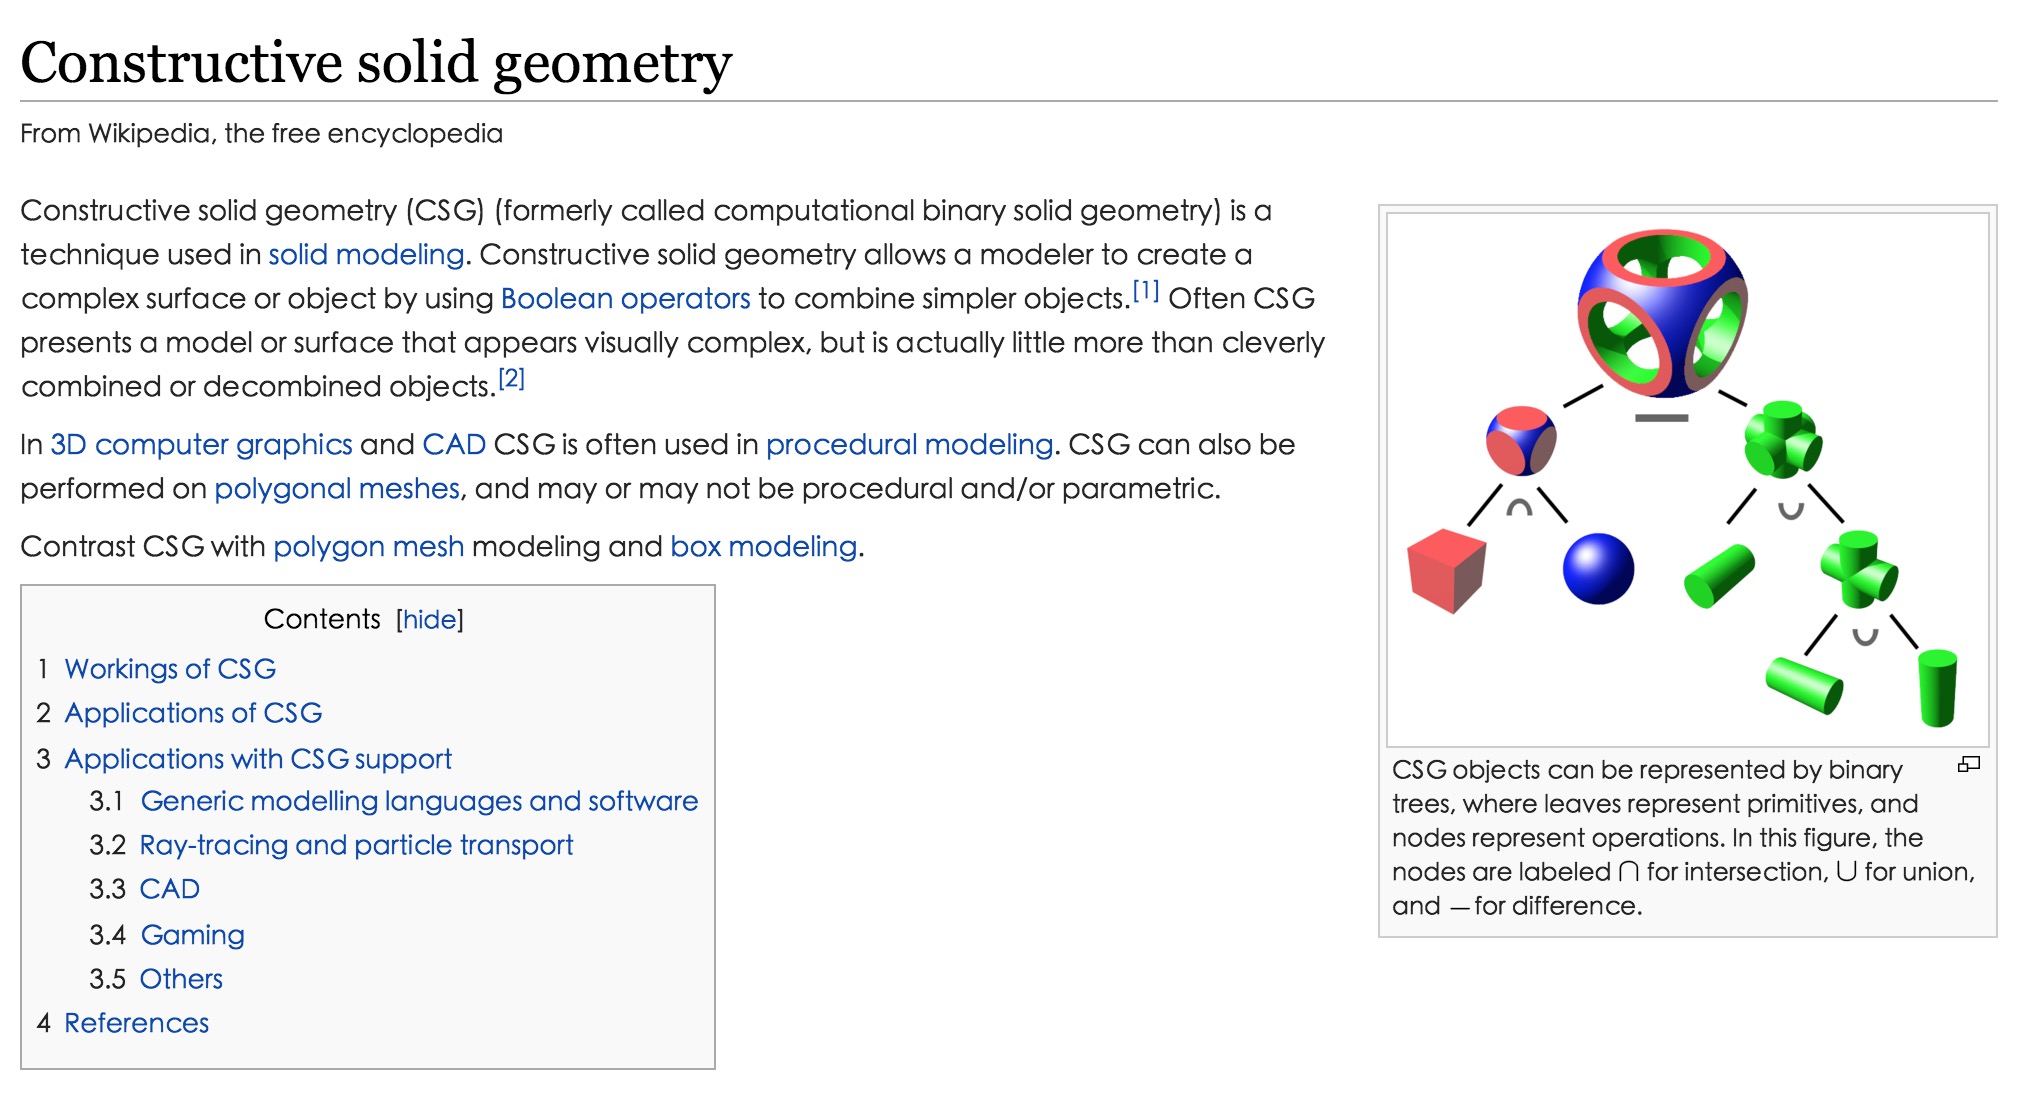 Constructive solid geometry
From Wikipedia, the free encyclopedia
Constructive solid geometry (CSG) (formerly called computational binary solid geometry) is a
technique used in solid modeling. Constructive solid geometry allows a modeler to create a
complex surface or object by using Boolean operators to combine simpler objects.[1] Often CSG
presents a model or surface that appears visually complex, but is actually little more than cleverly
combined or decombined objects.[2]
In 3D computer graphics and CAD CSG is often used in procedural modeling. CSG can also be
performed on polygonal meshes, and may or may not be procedural and/or parametric.
Contrast CSG with polygon mesh modeling and box modeling.
Contents [hide]
1 Workings of CSG
2 Applications of CSG
3 Applications with CSG support
3.1 Generic modelling languages and software
3.2 Ray-tracing and particle transport
3.3 CAD
3.4 Gaming
3.5 Others
4 References
—
∩
∪
∪
CSG objects can be represented by binary
trees, where leaves represent primitives, and
nodes represent operations. In this figure, the
nodes are labeled ∩ for intersection, ∪ for union,
and — for difference.